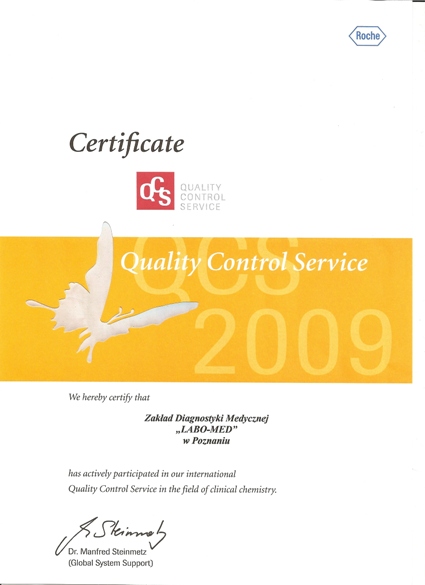 Roche
Certificate
QCS
QUALITY
CONTROL
SERVICE
QCS
Quality Control Service
2009
We hereby certify that
Zakład Diagnostyki Medycznej
„LABO-MED”
w Poznaniu
has actively participated in our international
Quality Control Service in the field of clinical chemistry.
Dr. Manfred Steinmetz
(Global System Support)